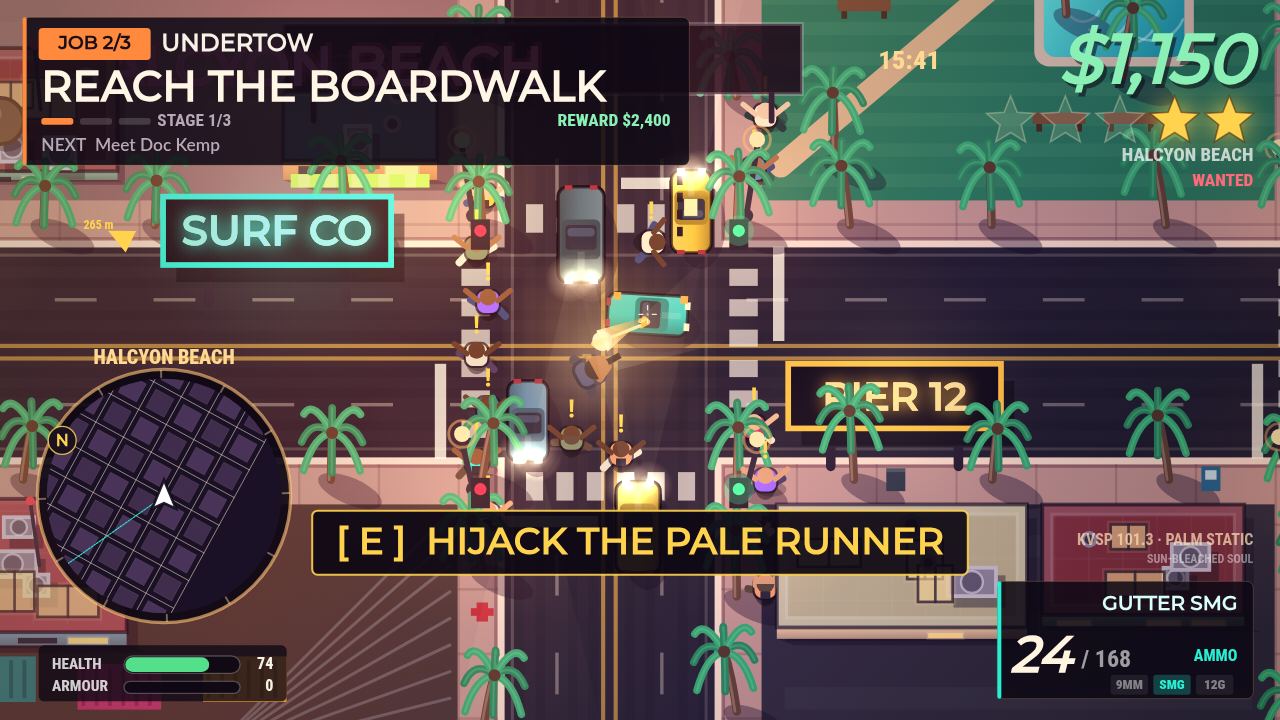 JOB 2/3 UNDERTOW
REACH THE BOARDWALK
STAGE 1/3 REWARD $2,400
NEXT Meet Doc Kemp
15:41
$1,150
HALCYON BEACH
WANTED
265 m
SURF CO
HALCYON BEACH
N
PIER 12
[ E ] HIJACK THE PALE RUNNER
KVSP 101.3 · PALM STATIC
SUN-BLEACHED SOUL
GUTTER SMG
24 / 168 AMMO
9MM SMG 12G
HEALTH 74
ARMOUR 0